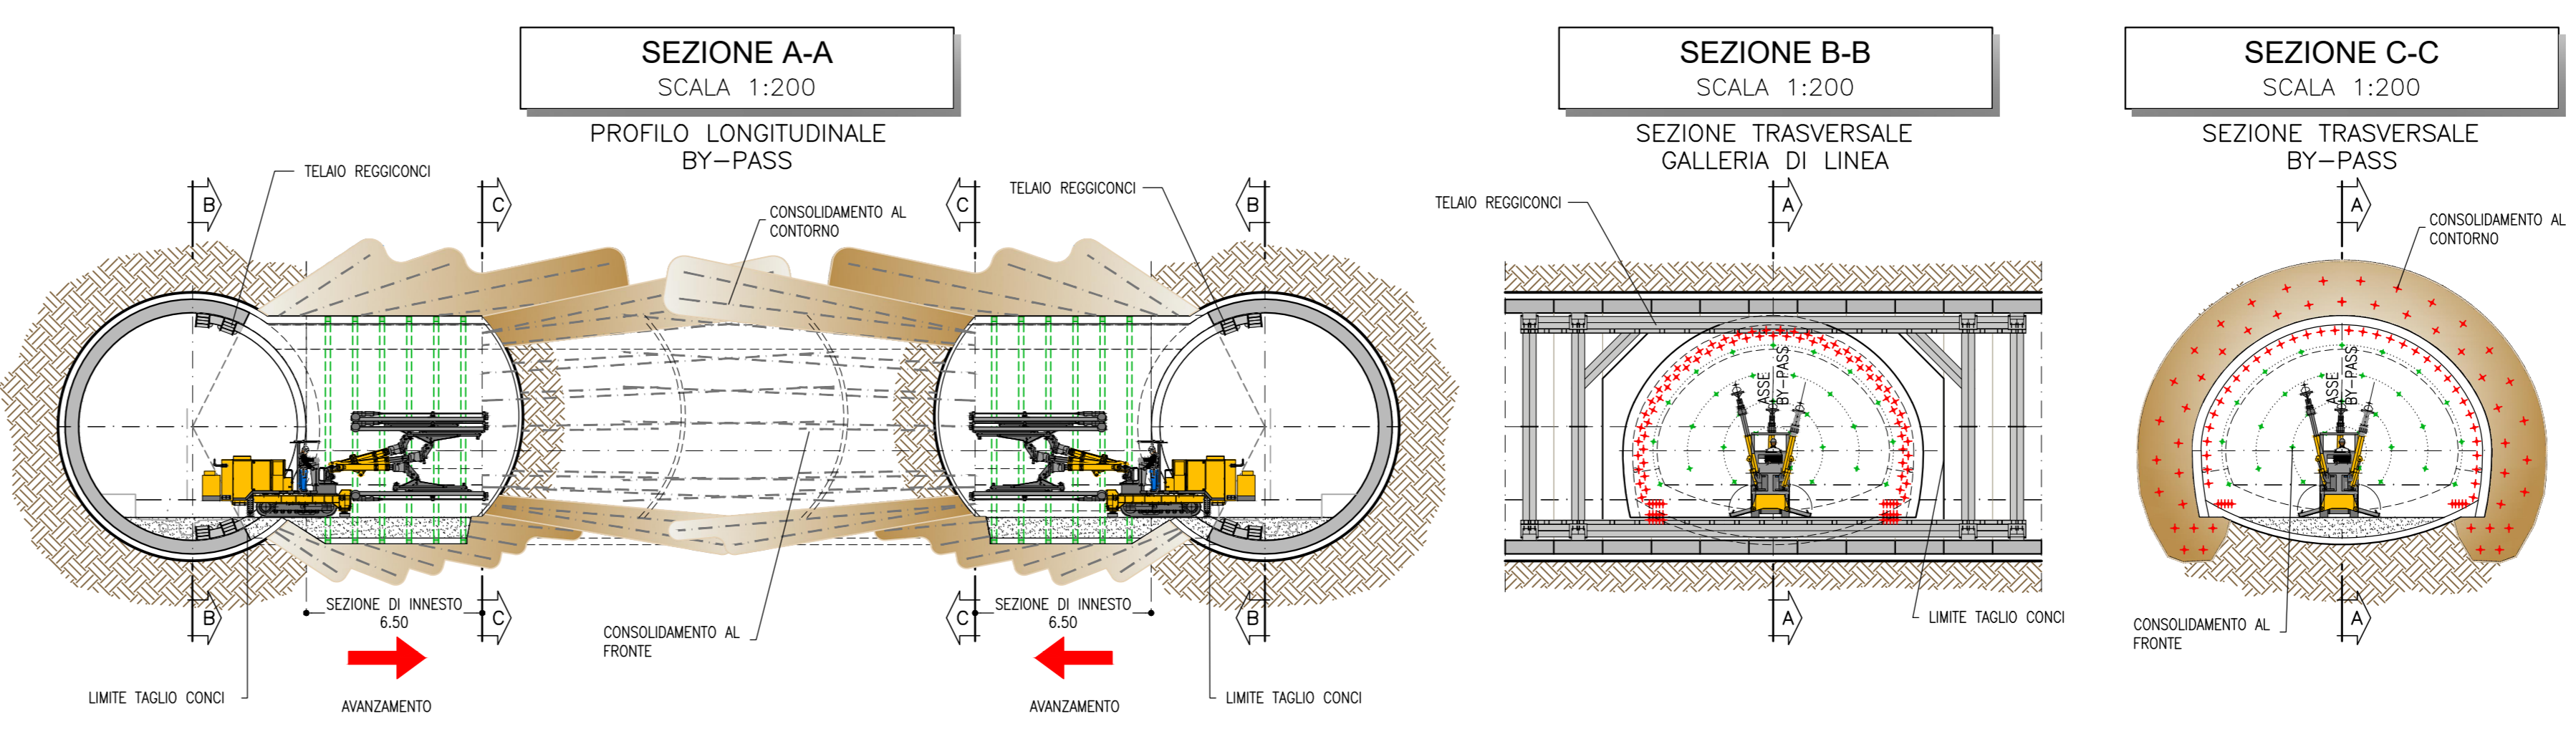 SEZIONE A-A
SCALA 1:200
PROFILO LONGITUDINALE
BY-PASS
TELAIO REGGICONCI
TELAIO REGGICONCI
CONSOLIDAMENTO AL
CONTORNO
B
C
C
B
SEZIONE DI INNESTO
6.50
SEZIONE DI INNESTO
6.50
B
C
C
B
CONSOLIDAMENTO AL
FRONTE
LIMITE TAGLIO CONCI
AVANZAMENTO
AVANZAMENTO
LIMITE TAGLIO CONCI
SEZIONE B-B
SCALA 1:200
SEZIONE TRASVERSALE
GALLERIA DI LINEA
TELAIO REGGICONCI
A
ASSE
BY-PASS
A
LIMITE TAGLIO CONCI
SEZIONE C-C
SCALA 1:200
SEZIONE TRASVERSALE
BY-PASS
A
CONSOLIDAMENTO AL
CONTORNO
ASSE
BY-PASS
CONSOLIDAMENTO AL
FRONTE
A